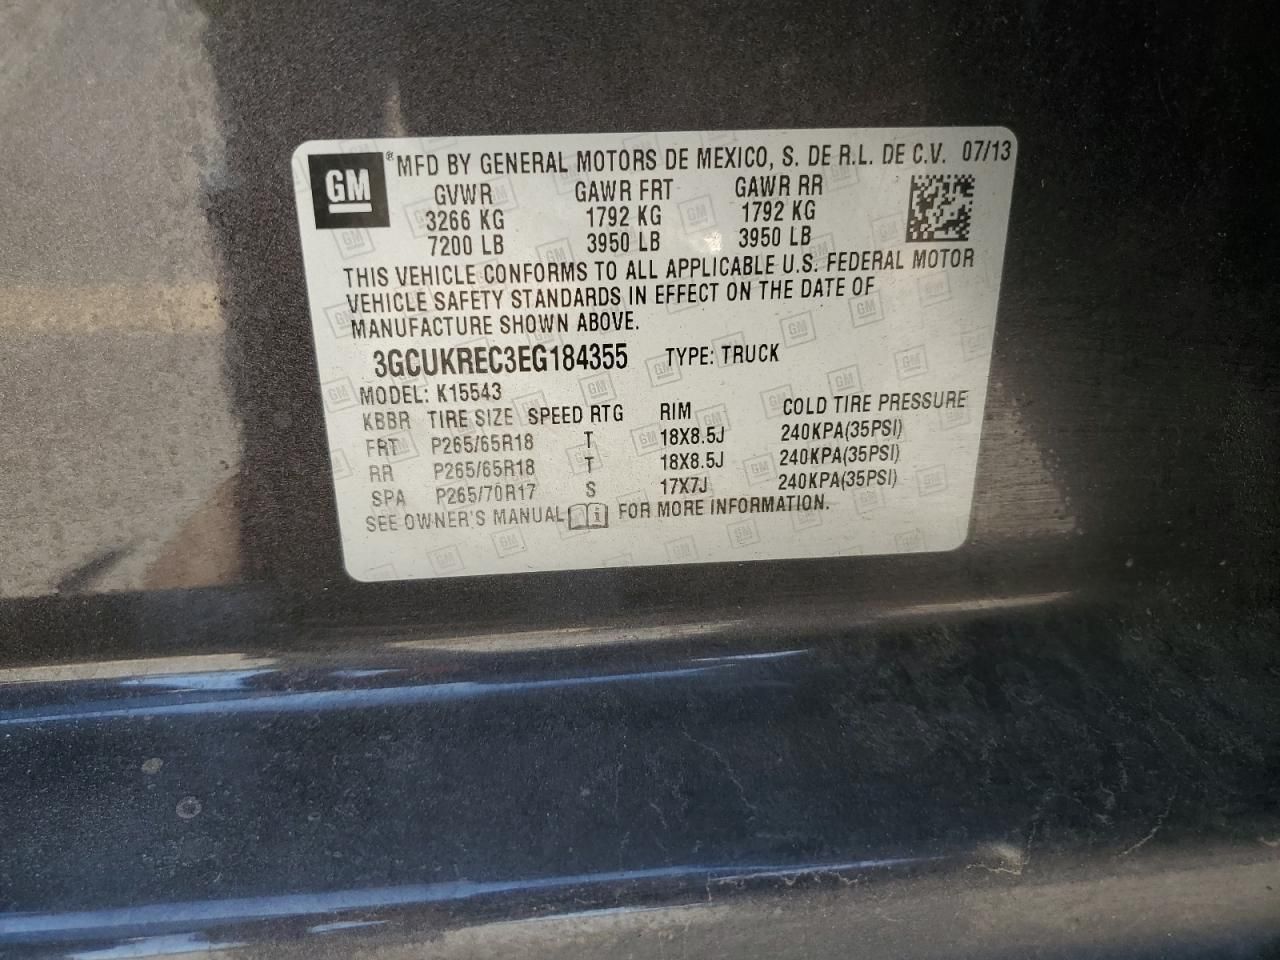 GM ® MFD BY GENERAL MOTORS DE MEXICO, S. DE R.L. DE C.V. 07/13
GVWR GAWR FRT GAWR RR
3266 KG 1792 KG 1792 KG
7200 LB 3950 LB 3950 LB
THIS VEHICLE CONFORMS TO ALL APPLICABLE U.S. FEDERAL MOTOR
VEHICLE SAFETY STANDARDS IN EFFECT ON THE DATE OF
MANUFACTURE SHOWN ABOVE.
3GCUKREC3EG184355 TYPE: TRUCK
MODEL: K15543
KBBR TIRE SIZE SPEED RTG RIM COLD TIRE PRESSURE
FRT P265/65R18 T 18X8.5J 240KPA(35PSI)
RR P265/65R18 T 18X8.5J 240KPA(35PSI)
SPA P265/70R17 S 17X7J 240KPA(35PSI)
SEE OWNER'S MANUAL i FOR MORE INFORMATION.